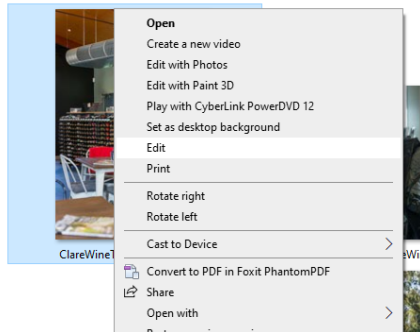 Open
Create a new video
Edit with Photos
Edit with Paint 3D
Play with CyberLink PowerDVD 12
Set as desktop background
Edit
Print
Rotate right
Rotate left
Cast to Device
ClareWine
Convert to PDF in Foxit PhantomPDF
Share
Open with